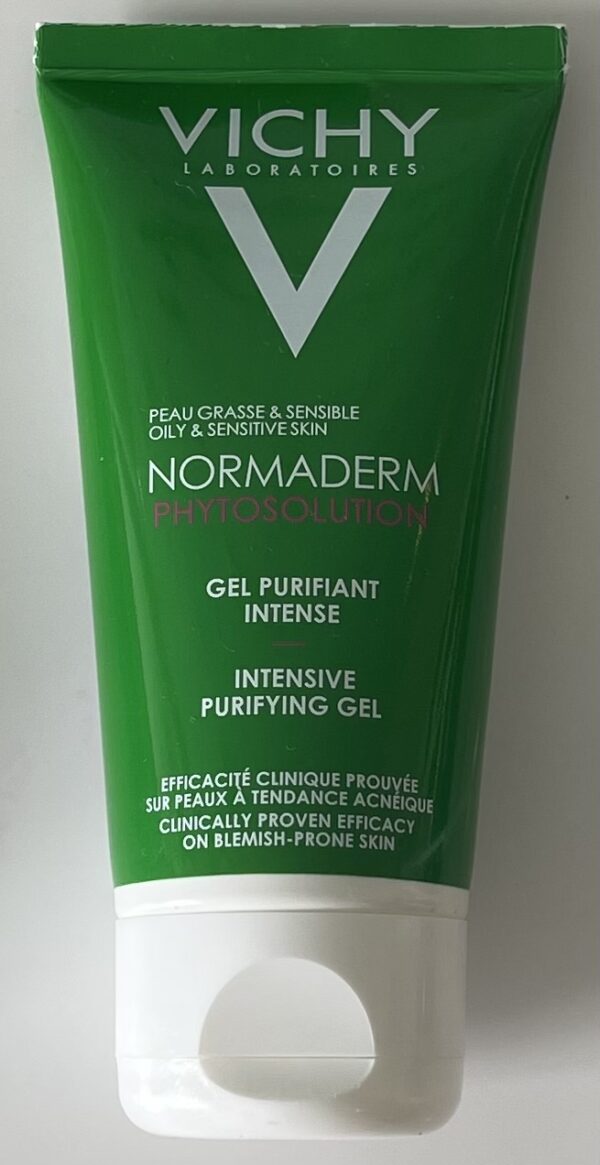 VICHY
LABORATOIRES
V
PEAU GRASSE & SENSIBLE
OILY & SENSITIVE SKIN
NORMADERM
PHYTOSOLUTION
GEL PURIFIANT
INTENSE
INTENSIVE
PURIFYING GEL
EFFICACITÉ CLINIQUE PROUVÉE
SUR PEAUX À TENDANCE ACNÉIQUE
CLINICALLY PROVEN EFFICACY
ON BLEMISH-PRONE SKIN